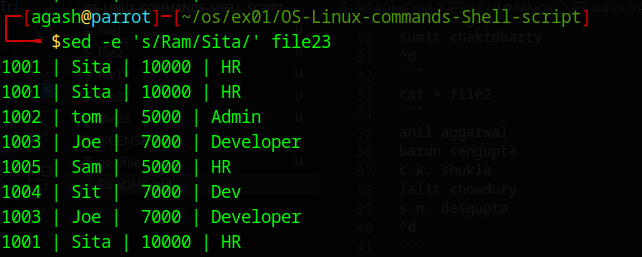 ┌─[agash@parrot]─[~/os/ex01/OS-Linux-commands-Shell-script]
└──╼ $sed -e 's/Ram/Sita/' file23
1001 | Sita | 10000 | HR
1001 | Sita | 10000 | HR
1002 | tom |  5000 | Admin
1003 | Joe |  7000 | Developer
1005 | Sam |  5000 | HR
1004 | Sit |  7000 | Dev
1003 | Joe |  7000 | Developer
1001 | Sita | 10000 | HR
sumit chakrobarty
^d
```
cat > file2
```
anil aggarwal
barun sengupta
c.k. shukla
lalit chowdury
s.n. dasgupta
^d
```